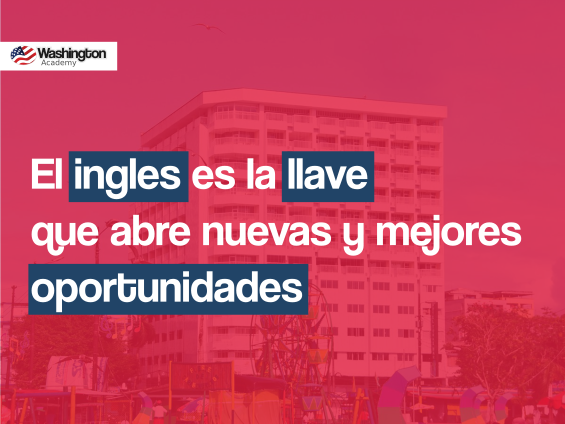 Washington
Academy
El ingles es la llave
que abre nuevas y mejores
oportunidades